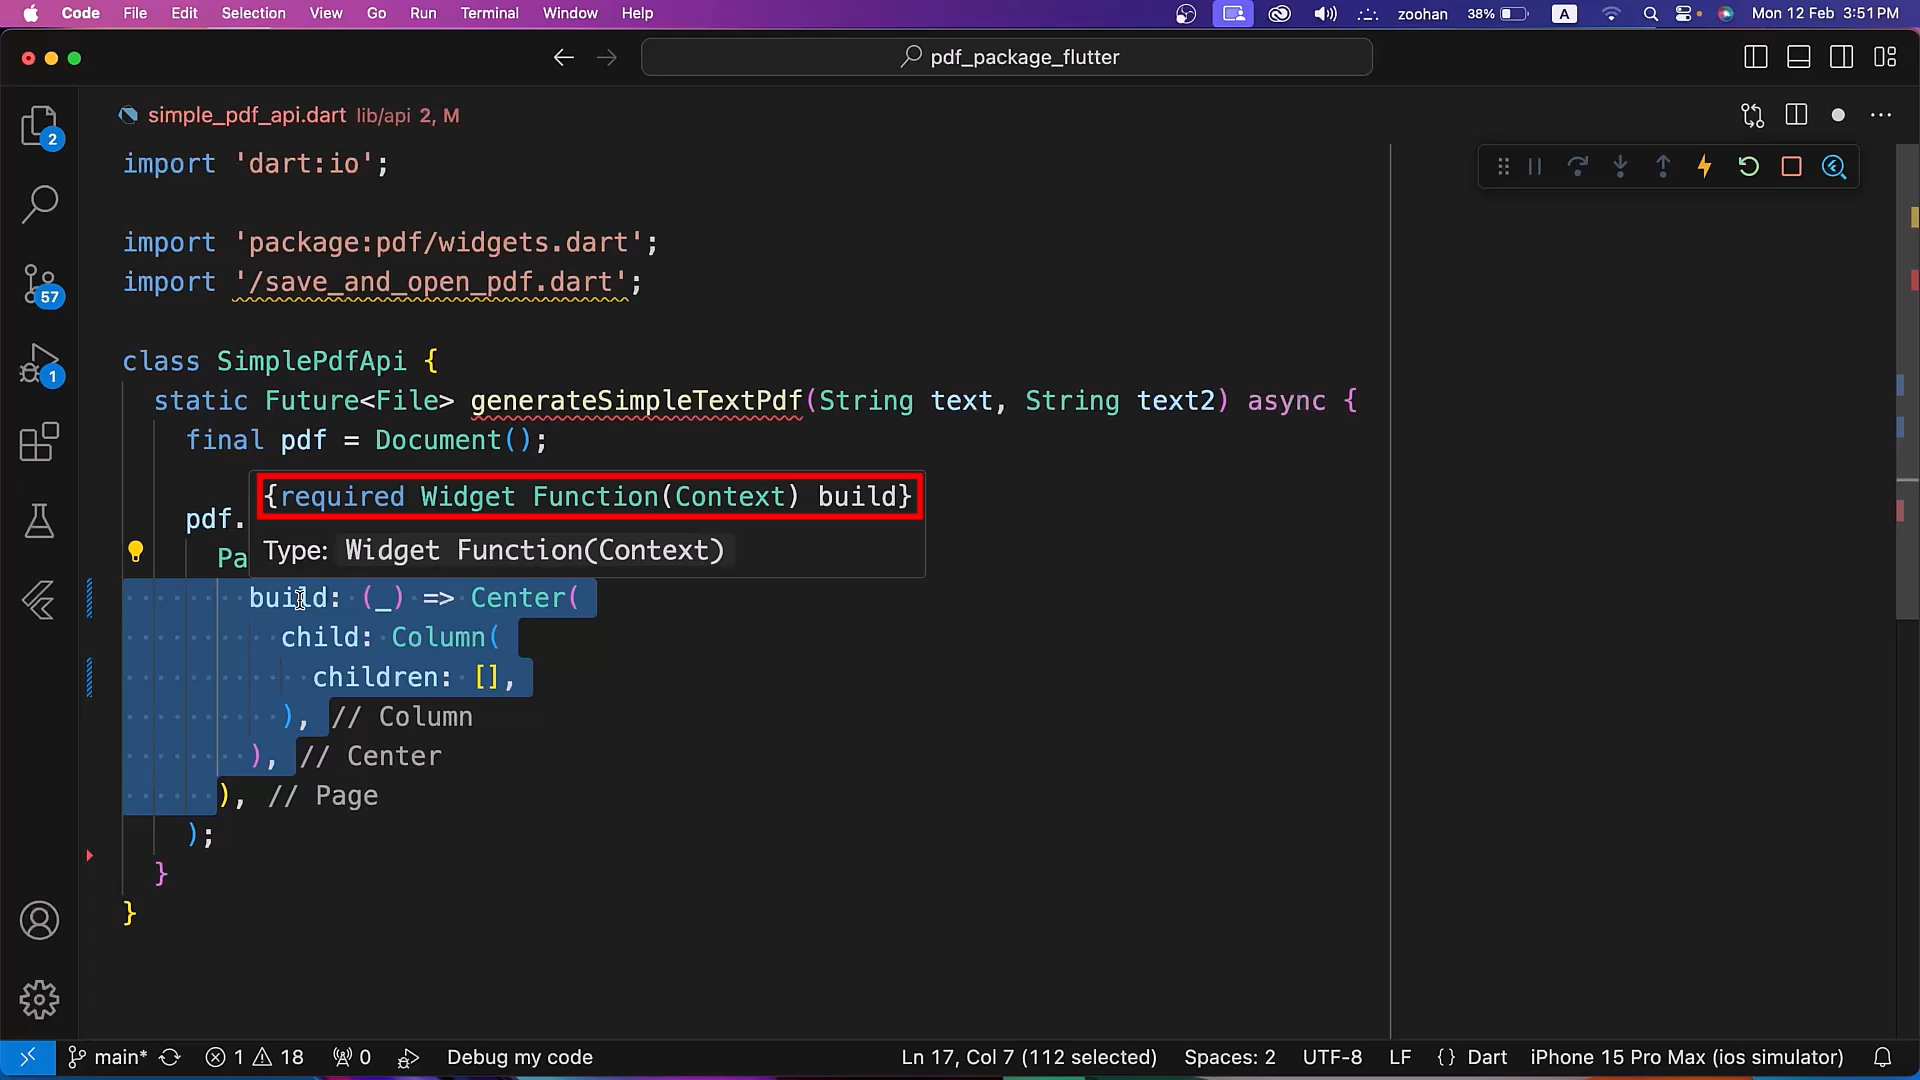 Code File Edit Selection View Go Run Terminal Window Help zoohan 38% A Mon 12 Feb 3:51 PM
pdf_package_flutter
simple_pdf_api.dart lib/api 2, M
2
57
1
import 'dart:io';
import 'package:pdf/widgets.dart';
import '/save_and_open_pdf.dart';
class SimplePdfApi {
static Future<File> generateSimpleTextPdf(String text, String text2) async {
final pdf = Document();
{required Widget Function(Context) build}
pdf.
Type: Widget Function(Context)
Pa
build: (_) => Center(
child: Column(
children: [],
), // Column
), // Center
), // Page
);
}
}
main* 1 18 0 Debug my code Ln 17, Col 7 (112 selected) Spaces: 2 UTF-8 LF {} Dart iPhone 15 Pro Max (ios simulator)